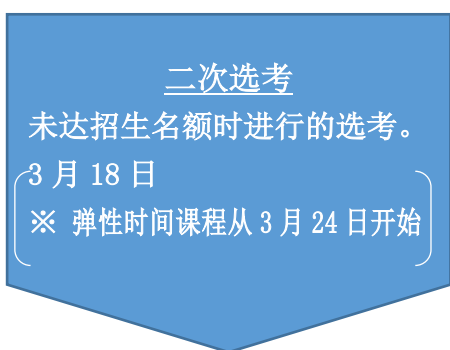 二次选考
未达招生名额时进行的选考。
3 月 18 日
※ 弹性时间课程从 3 月 24 日开始